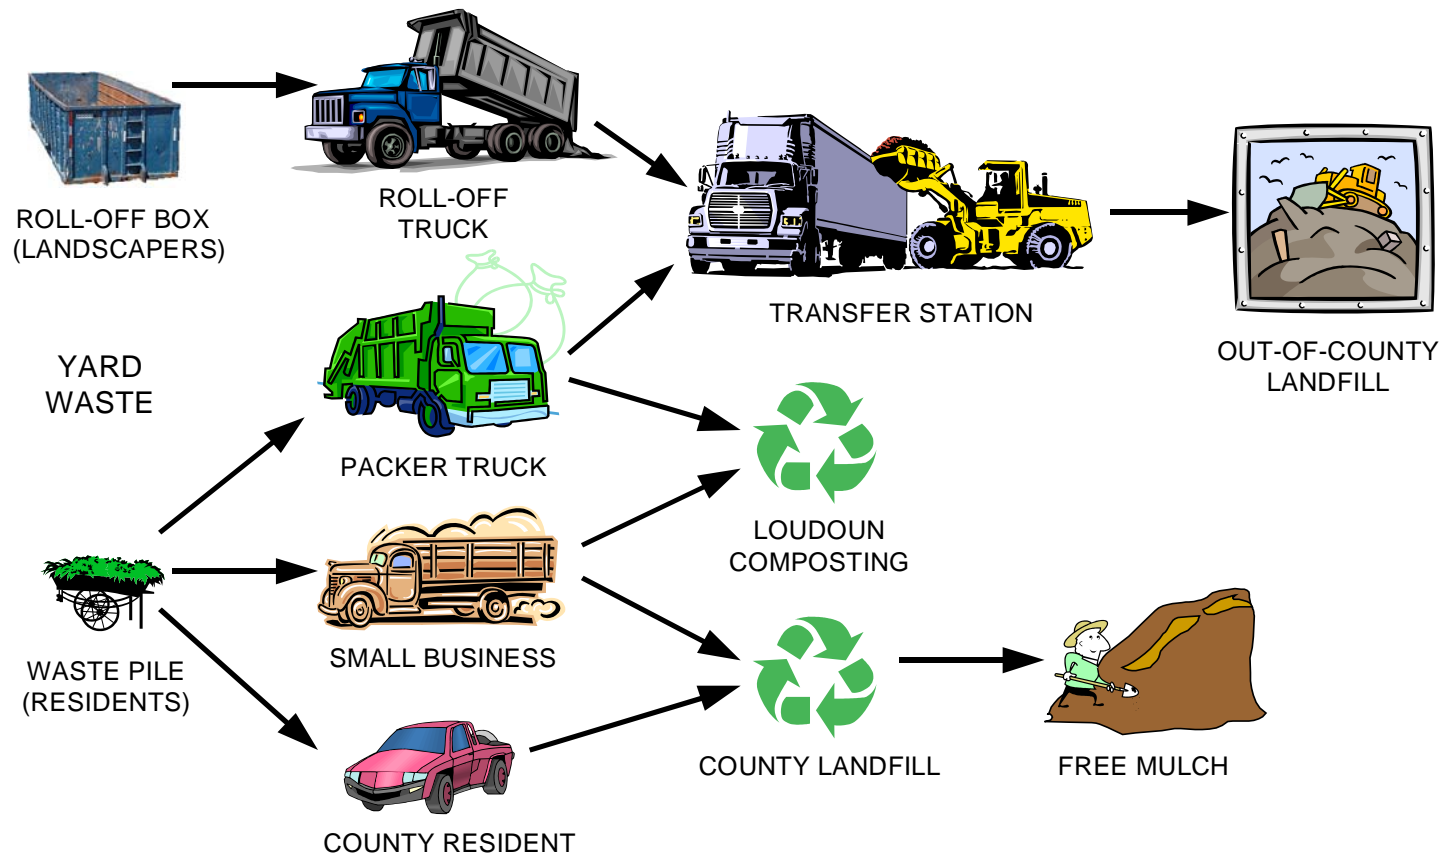 ROLL-OFF BOX
(LANDSCAPERS)
ROLL-OFF
TRUCK
TRANSFER STATION
OUT-OF-COUNTY
LANDFILL
YARD
WASTE
PACKER TRUCK
LOUDOUN
COMPOSTING
WASTE PILE
(RESIDENTS)
SMALL BUSINESS
COUNTY LANDFILL
FREE MULCH
COUNTY RESIDENT